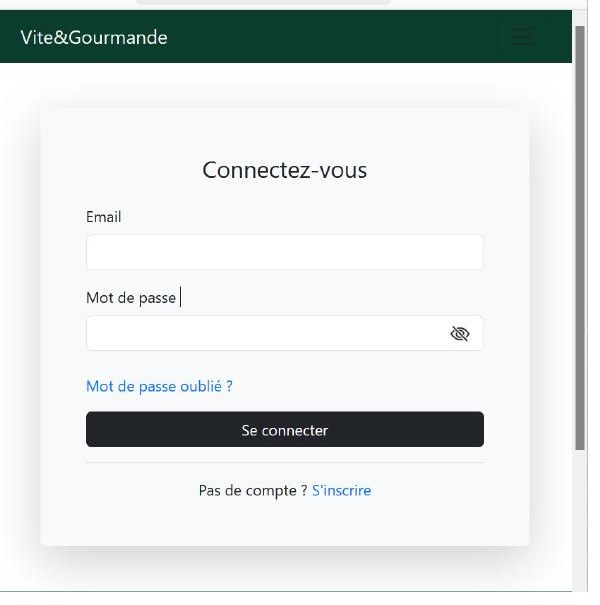 Vite&Gourmande
Connectez-vous
Email
Mot de passe
Mot de passe oublié ?
Se connecter
Pas de compte ? S'inscrire